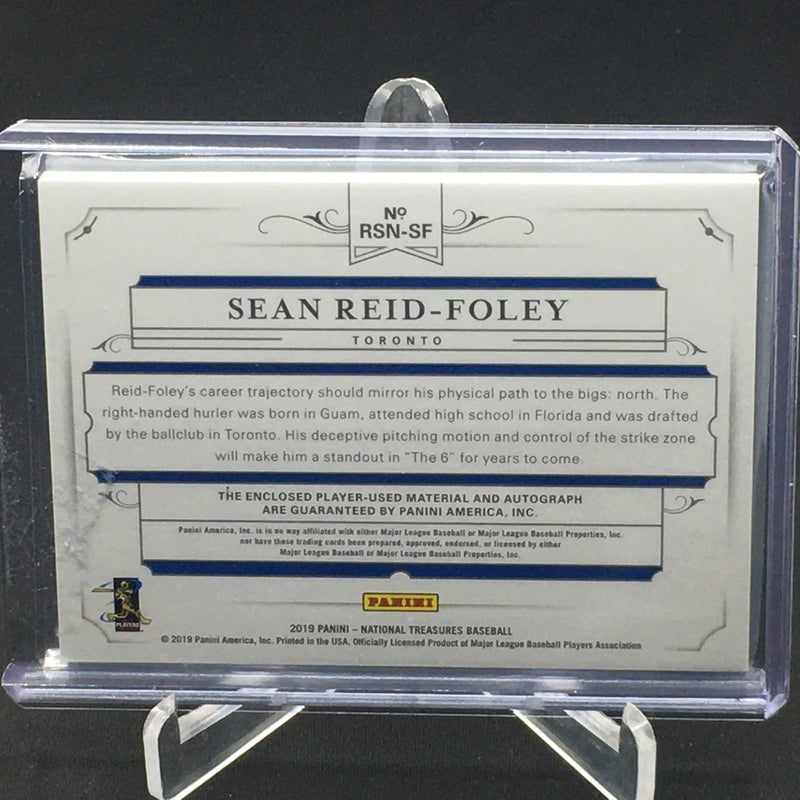 Nº
RSN-SF
SEAN REID-FOLEY
TORONTO
Reid-Foley's career trajectory should mirror his physical path to the bigs: north. The
right-handed hurler was born in Guam, attended high school in Florida and was drafted
by the ballclub in Toronto. His deceptive pitching motion and control of the strike zone
will make him a standout in "The 6" for years to come.
THE ENCLOSED PLAYER-USED MATERIAL AND AUTOGRAPH
ARE GUARANTEED BY PANINI AMERICA, INC.
Panini America, Inc. is in no way affiliated with either Major League Baseball or Major League Baseball Properties, Inc.
nor have these trading cards been prepared, approved, endorsed, or licensed by either
Major League Baseball or Major League Baseball Properties, Inc.
PANINI
2019 PANINI – NATIONAL TREASURES BASEBALL
© 2019 Panini America, Inc. Printed in the USA. Officially Licensed Product of Major League Baseball Players Association